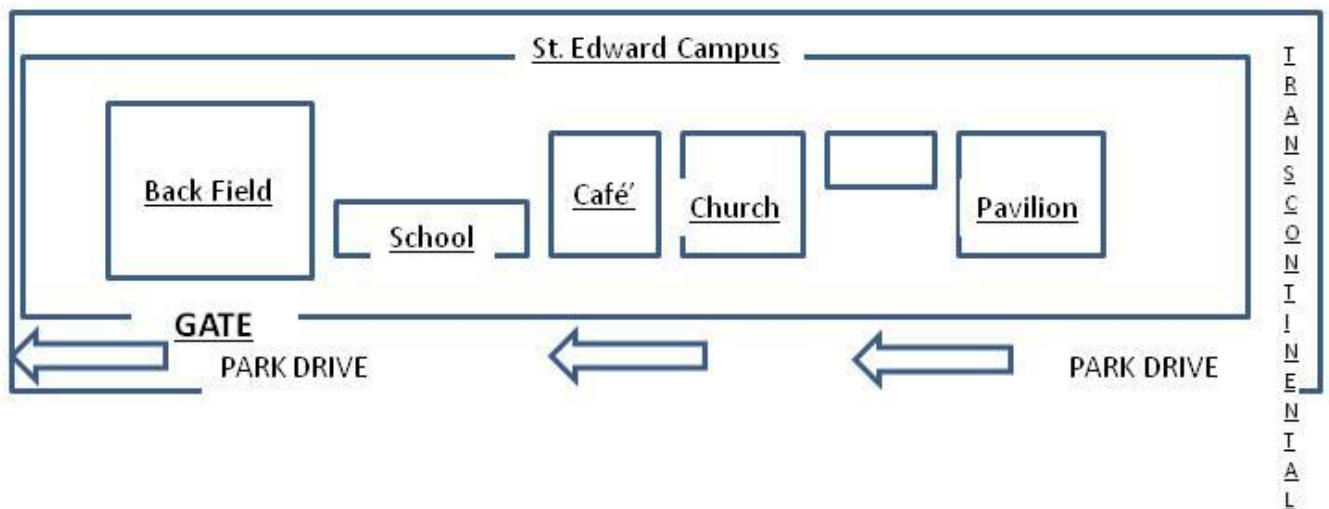 St. Edward Campus
TRANSCONTINENTAL
Back Field
School
Café’
Church
Pavilion
GATE
PARK DRIVE
PARK DRIVE